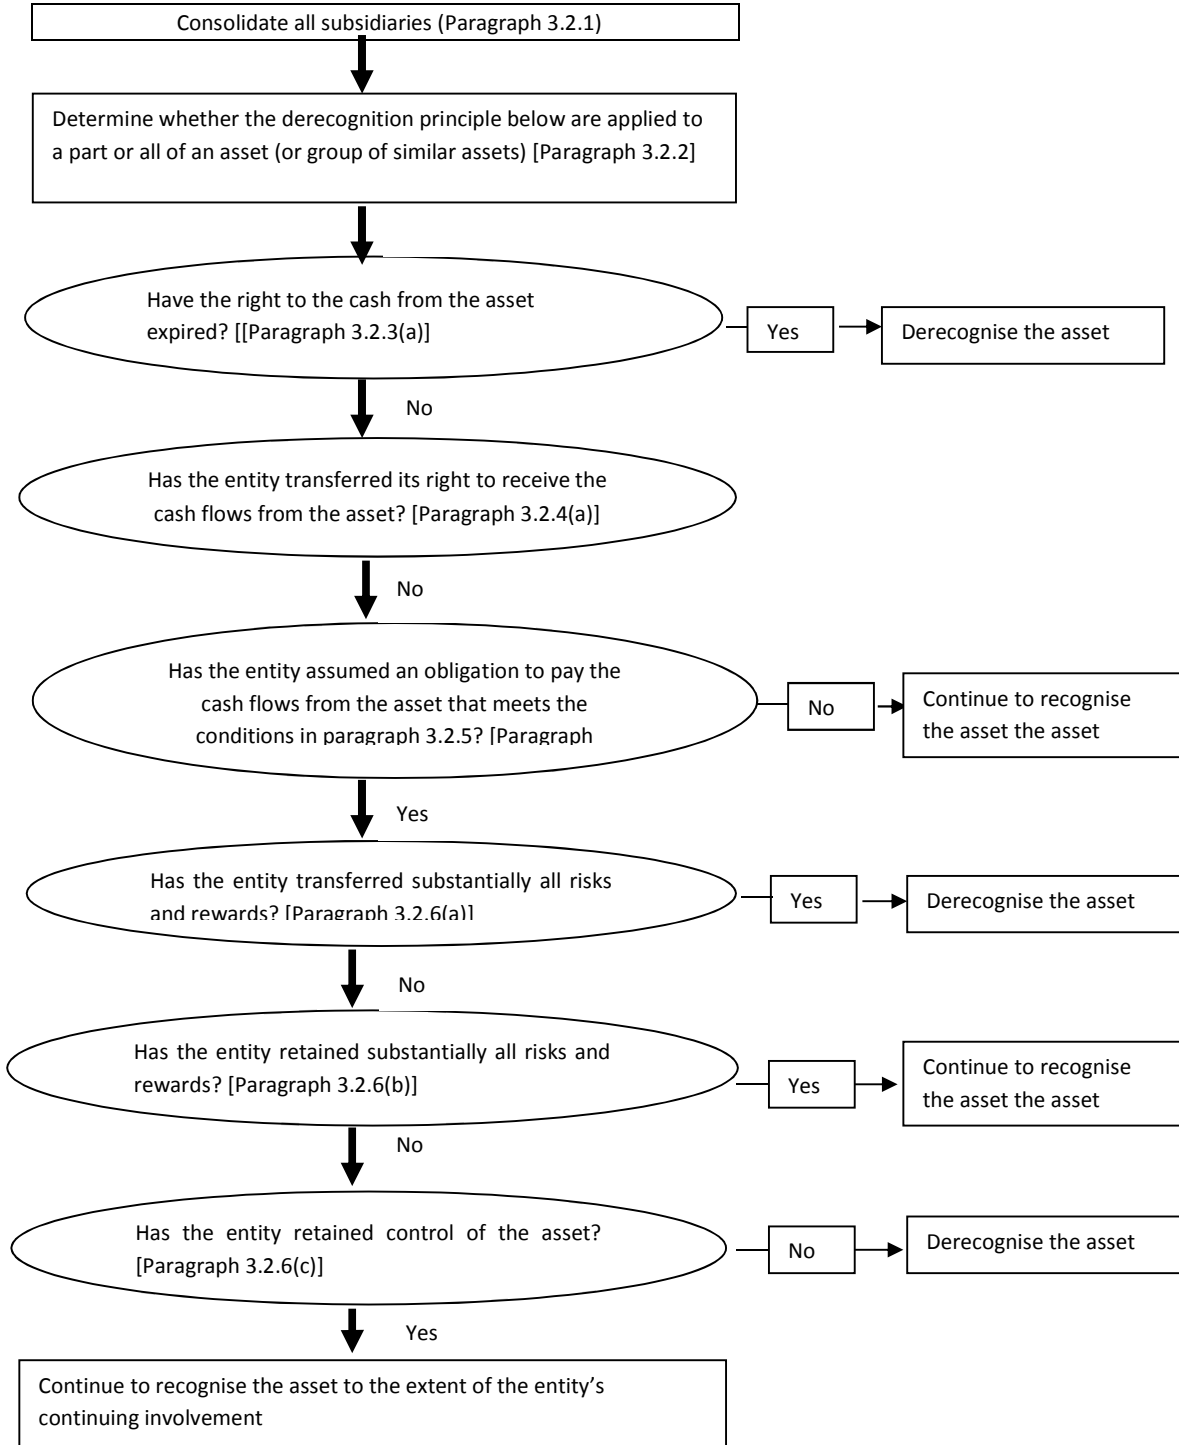 Consolidate all subsidiaries (Paragraph 3.2.1)
Determine whether the derecognition principle below are applied to
a part or all of an asset (or group of similar assets) [Paragraph 3.2.2]
Have the right to the cash from the asset
expired? [[Paragraph 3.2.3(a)]
Yes
Derecognise the asset
No
Has the entity transferred its right to receive the
cash flows from the asset? [Paragraph 3.2.4(a)]
No
Has the entity assumed an obligation to pay the
cash flows from the asset that meets the
conditions in paragraph 3.2.5? [Paragraph
No
Continue to recognise
the asset the asset
Yes
Has the entity transferred substantially all risks
and rewards? [Paragraph 3.2.6(a)]
Yes
Derecognise the asset
No
Has the entity retained substantially all risks and
rewards? [Paragraph 3.2.6(b)]
Yes
Continue to recognise
the asset the asset
No
Has the entity retained control of the asset?
[Paragraph 3.2.6(c)]
No
Derecognise the asset
Yes
Continue to recognise the asset to the extent of the entity’s
continuing involvement